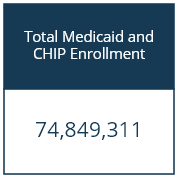 Total Medicaid and
CHIP Enrollment
74,849,311